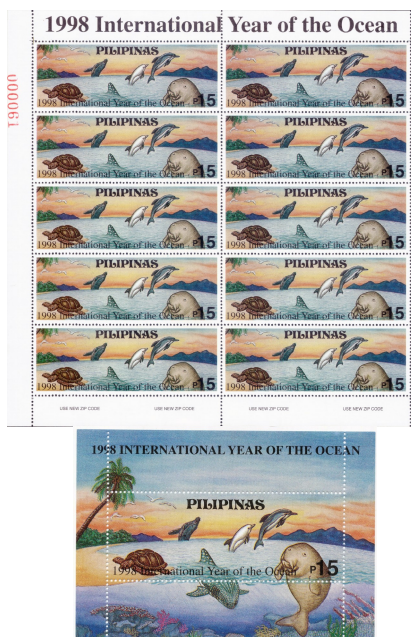 1998 International Year of the Ocean
000091
PILIPINAS PILIPINAS
1998 International Year of the Ocean P15 1998 International Year of the Ocean P15
PILIPINAS PILIPINAS
1998 International Year of the Ocean P15 1998 International Year of the Ocean P15
PILIPINAS PILIPINAS
1998 International Year of the Ocean P15 1998 International Year of the Ocean P15
PILIPINAS PILIPINAS
1998 International Year of the Ocean P15 1998 International Year of the Ocean P15
PILIPINAS PILIPINAS
1998 International Year of the Ocean P15 1998 International Year of the Ocean P15
USE NEW ZIP CODE USE NEW ZIP CODE USE NEW ZIP CODE USE NEW ZIP CODE
1998 INTERNATIONAL YEAR OF THE OCEAN
PILIPINAS
1998 International Year of the Ocean P15